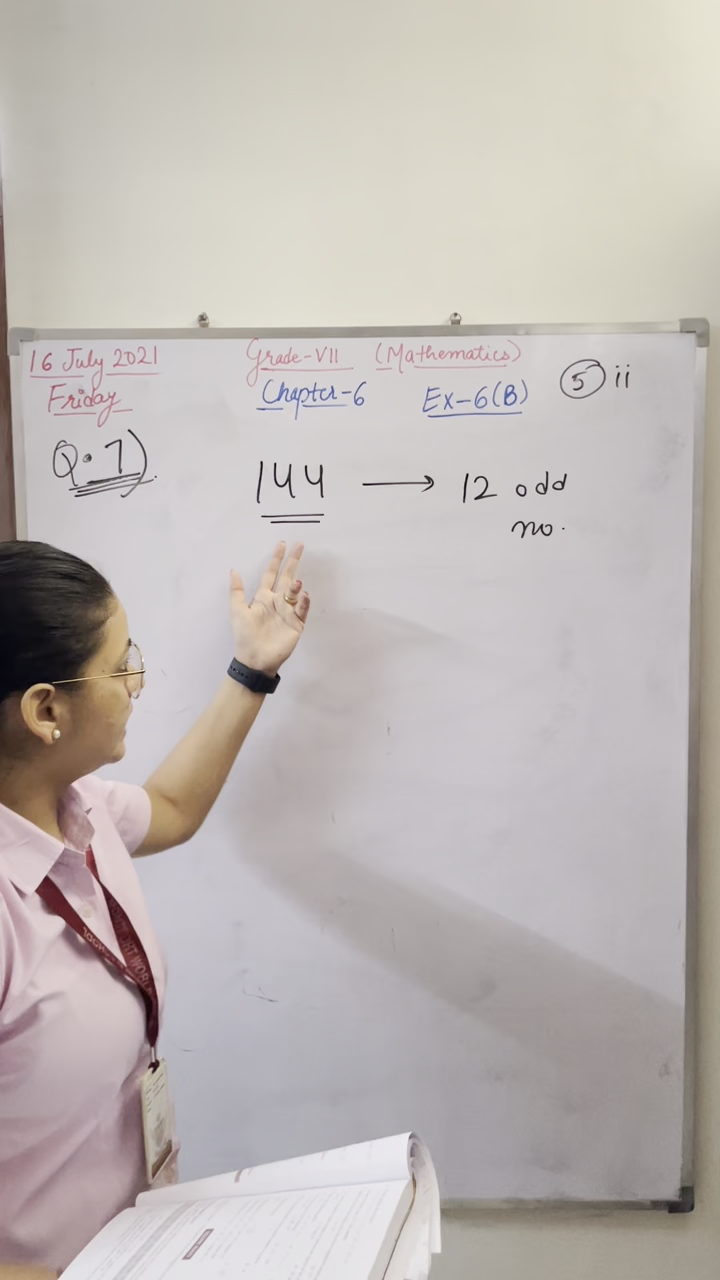 16 July 2021
Friday
Grade-VII (Mathematics)
Chapter-6 Ex-6(B)
5 ii
Q.7)
144 → 12 odd
no.